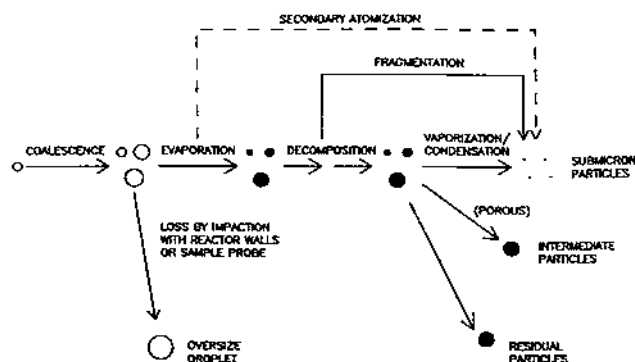 SECONDARY ATOMIZATION
FRAGMENTATION
COALESCENCE
EVAPORATION
DECOMPOSITION
VAPORIZATION/
CONDENSATION
SUBMICRON
PARTICLES
(POROUS)
LOSS BY IMPACTION
WITH REACTOR WALLS
OR SAMPLE PROBE
INTERMEDIATE
PARTICLES
OVERSIZE
DROPLET
RESIDUAL
PARTICLES